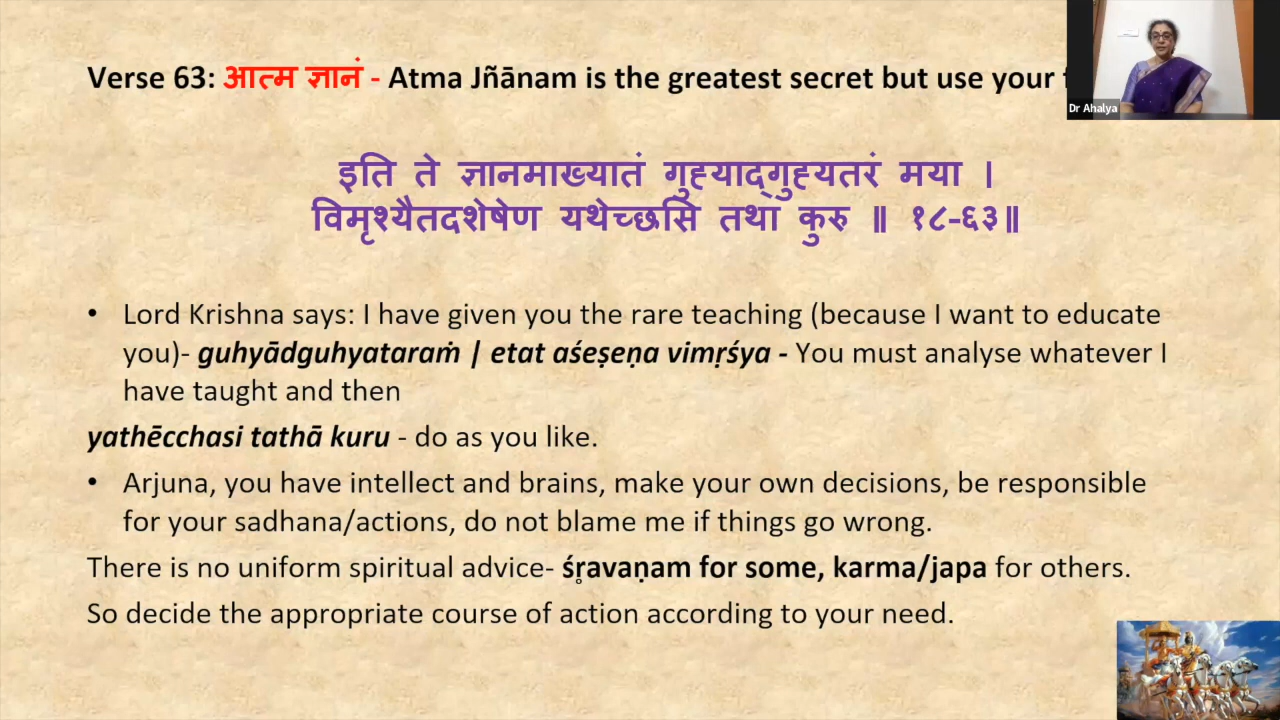 Verse 63: आत्म ज्ञानं - Atma Jñānam is the greatest secret but use your
Dr Ahalya
इति ते ज्ञानमाख्यातं गुह्याद्गुह्यतरं मया ।
विमृश्यैतदशेषेण यथेच्छसि तथा कुरु ॥ १८-६३॥
• Lord Krishna says: I have given you the rare teaching (because I want to educate
you)- guhyādguhyataraṁ | etat aśeṣeṇa vimṛśya - You must analyse whatever I
have taught and then
yathēcchasi tathā kuru - do as you like.
• Arjuna, you have intellect and brains, make your own decisions, be responsible
for your sadhana/actions, do not blame me if things go wrong.
There is no uniform spiritual advice- śr̥avaṇam for some, karma/japa for others.
So decide the appropriate course of action according to your need.